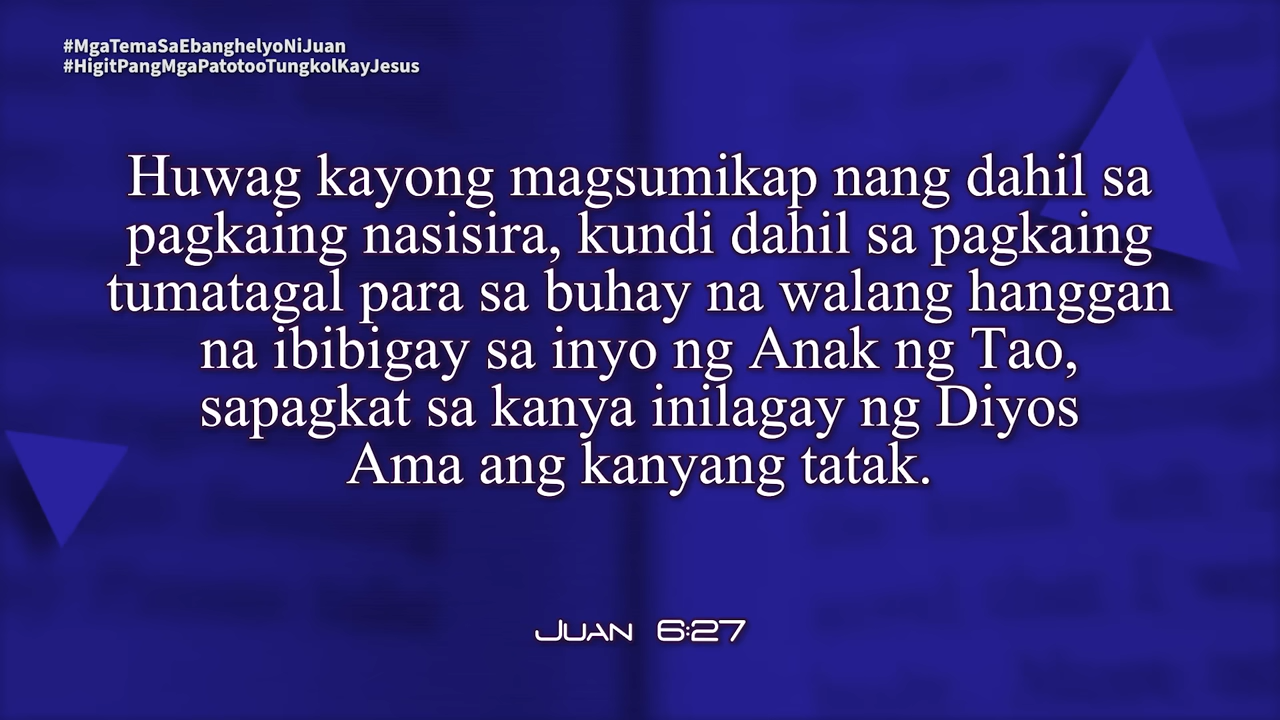 #MgaTemaSaEbanghelyoNiJuan
#HigitPangMgaPatotooTungkolKayJesus
Huwag kayong magsumikap nang dahil sa
pagkaing nasisira, kundi dahil sa pagkaing
tumatagal para sa buhay na walang hanggan
na ibibigay sa inyo ng Anak ng Tao,
sapagkat sa kanya inilagay ng Diyos
Ama ang kanyang tatak.
Juan 6:27